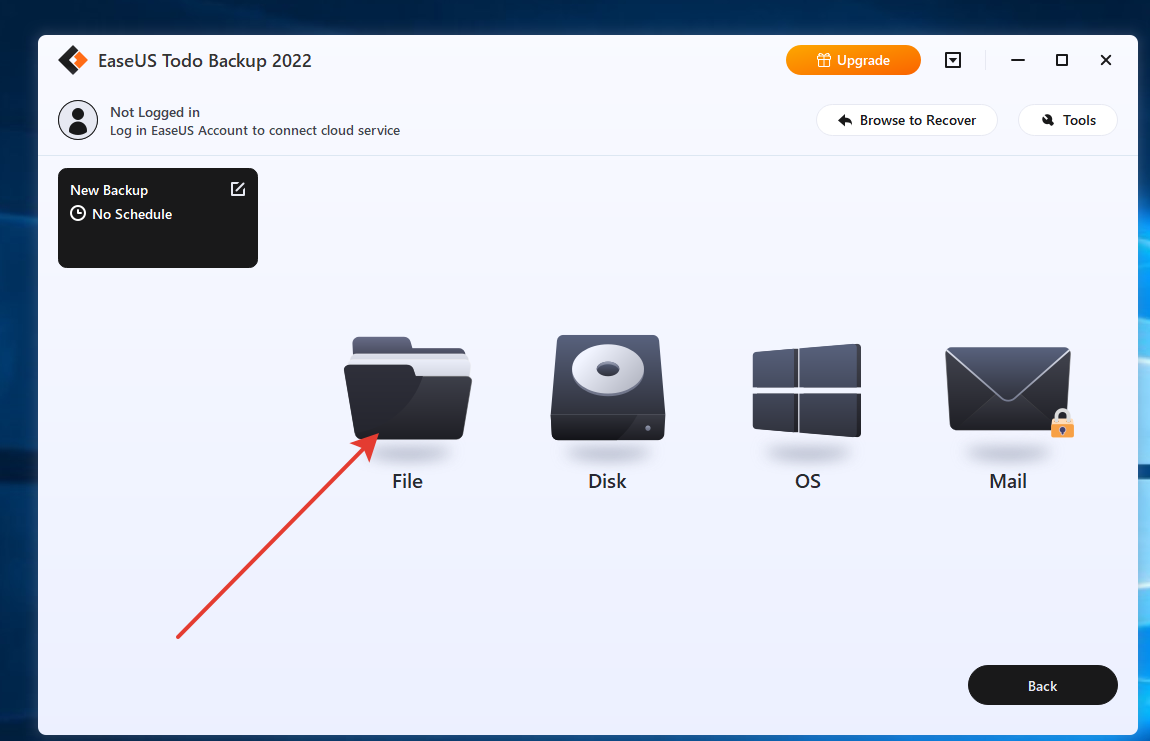 EaseUS Todo Backup 2022
Upgrade
Not Logged in
Log in EaseUS Account to connect cloud service
Browse to Recover
Tools
New Backup
No Schedule
File
Disk
OS
Mail
Back